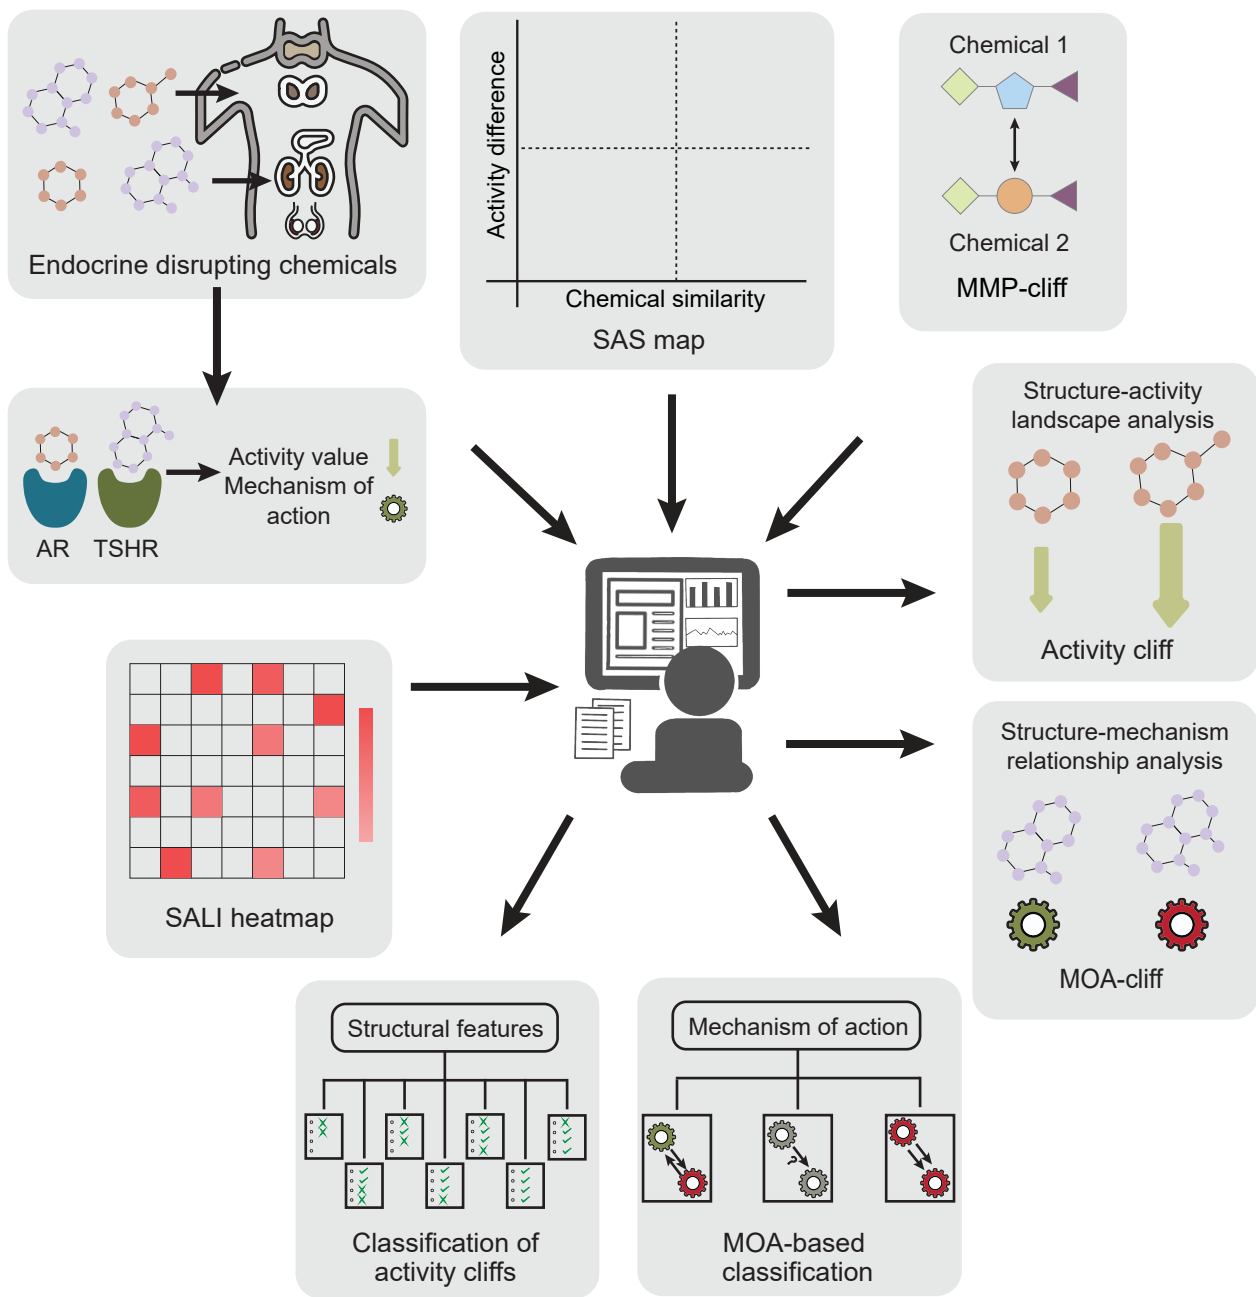 Endocrine disrupting chemicals
Activity difference
Chemical similarity
SAS map
Chemical 1
Chemical 2
MMP-cliff
AR
TSHR
Activity value
Mechanism of
action
Structure-activity
landscape analysis
Activity cliff
SALI heatmap
Structure-mechanism
relationship analysis
MOA-cliff
Structural features
Classification of
activity cliffs
Mechanism of action
?
MOA-based
classification